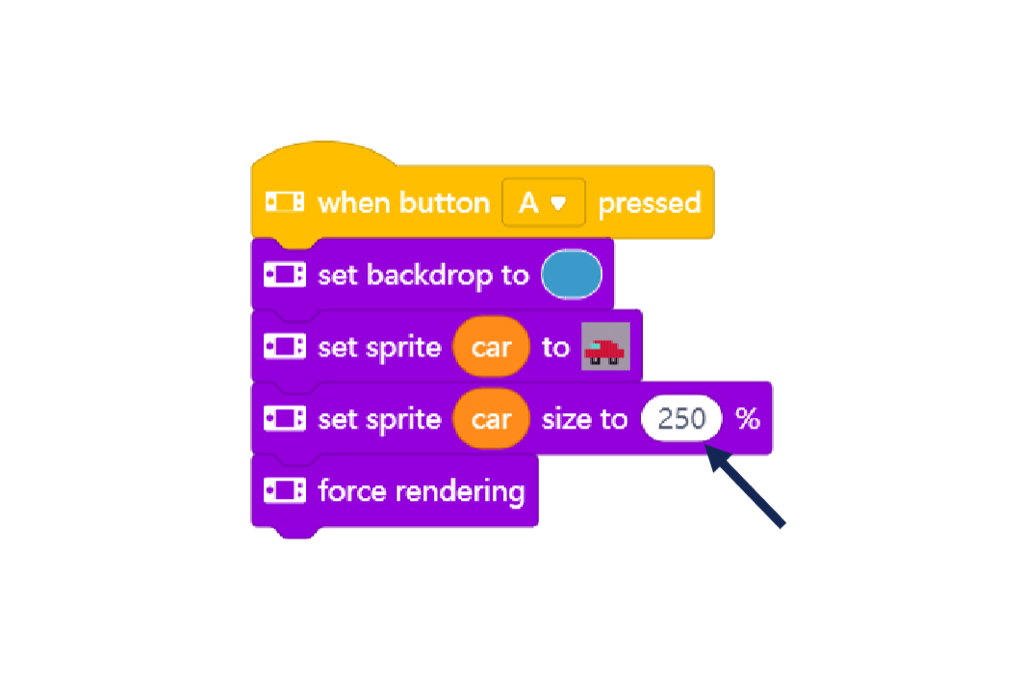 when button A pressed
set backdrop to
set sprite car to
set sprite car size to 250 %
force rendering